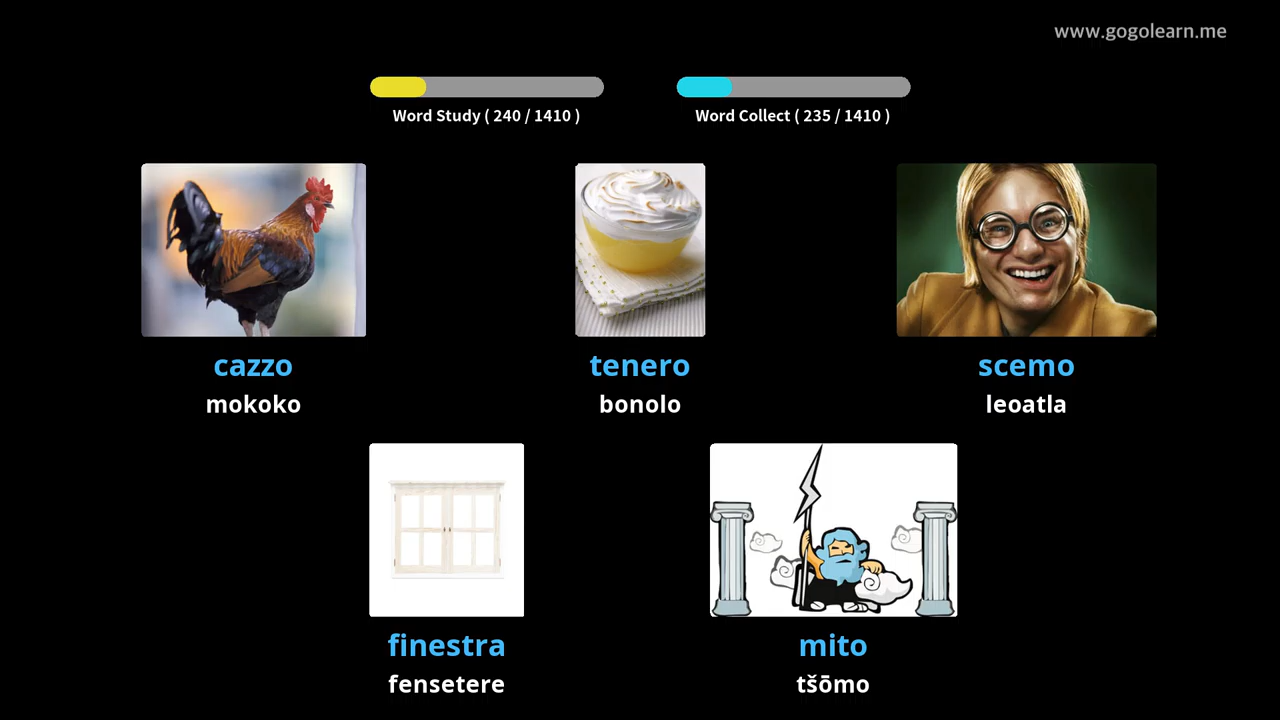 www.gogolearn.me
Word Study ( 240 / 1410 )
Word Collect ( 235 / 1410 )
cazzo
mokoko
tenero
bonolo
scemo
leoatla
finestra
fensetere
mito
tšōmo